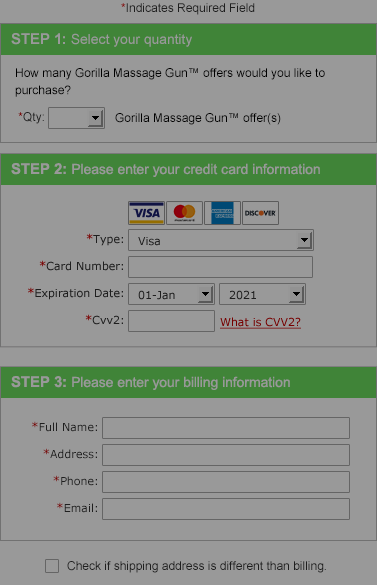 *Indicates Required Field
STEP 1: Select your quantity
How many Gorilla Massage Gun™ offers would you like to
purchase?
*Qty: Gorilla Massage Gun™ offer(s)
STEP 2: Please enter your credit card information
VISA MasterCard AMERICAN EXPRESS DISCOVER
*Type: Visa
*Card Number:
*Expiration Date: 01-Jan 2021
*Cvv2: What is CVV2?
STEP 3: Please enter your billing information
*Full Name:
*Address:
*Phone:
*Email:
Check if shipping address is different than billing.